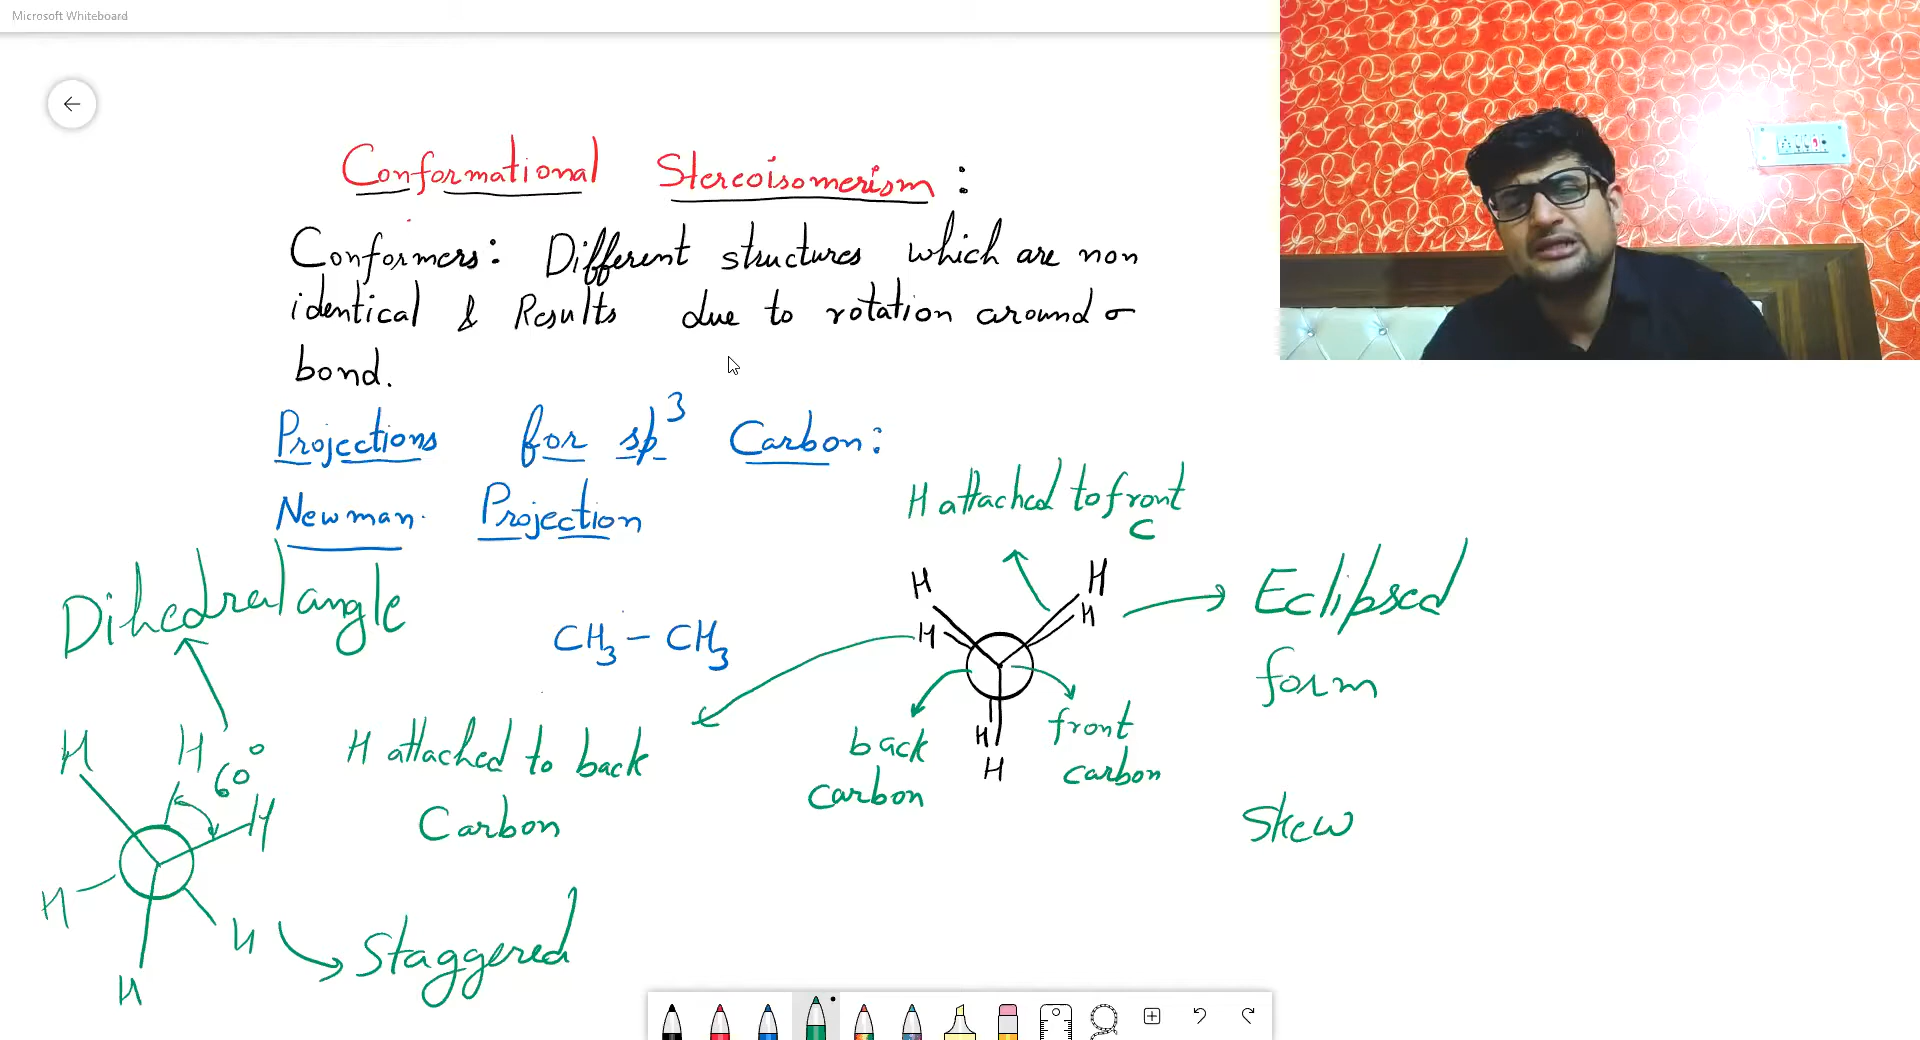 Microsoft Whiteboard
Conformational Stereoisomerism :
Conformers : Different structures which are non
identical & Results due to rotation around σ
bond.
Projections for sp³ Carbon :
Newman Projection
H attached to front
C
Dihedral angle
CH₃ – CH₃
H
H
H
H
H
H
Eclipsed
form
back
carbon
front
carbon
H attached to back
Carbon
H
H
60°
H
H
H
H
Staggered
Skew